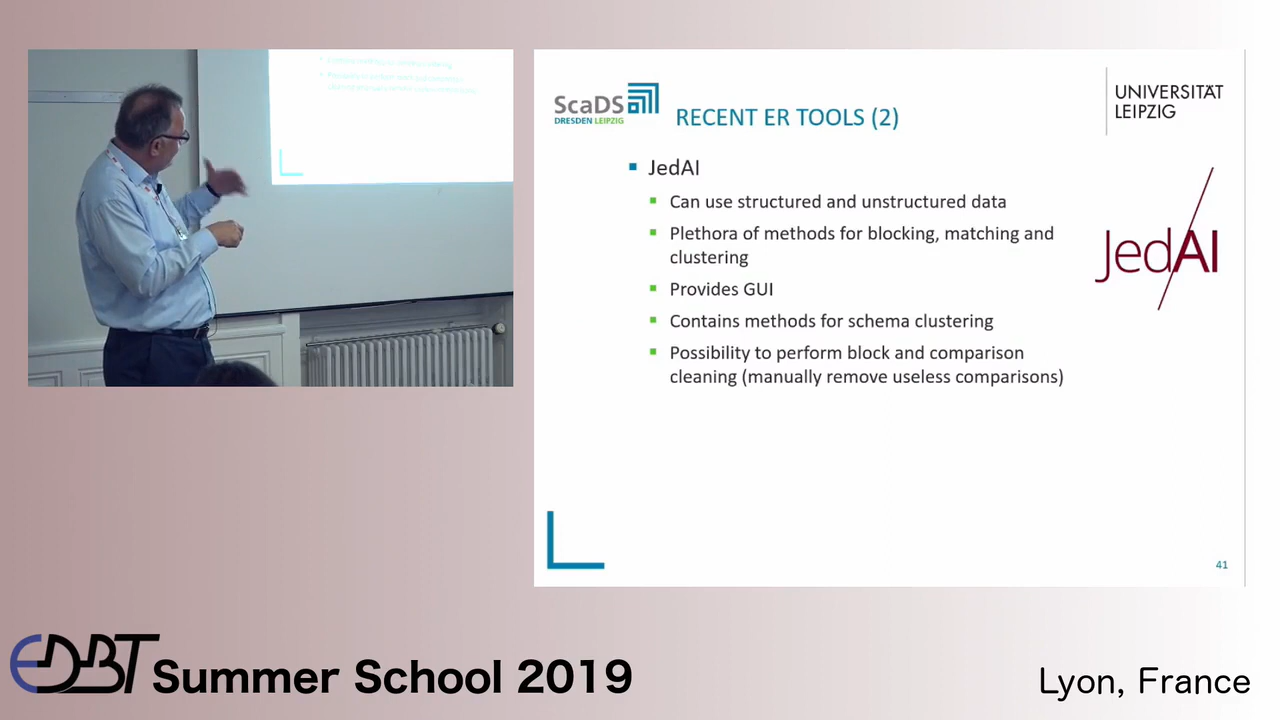 ScaDS
DRESDEN LEIPZIG
RECENT ER TOOLS (2)
UNIVERSITÄT
LEIPZIG
JedAI
Can use structured and unstructured data
Plethora of methods for blocking, matching and
clustering
Provides GUI
Contains methods for schema clustering
Possibility to perform block and comparison
cleaning (manually remove useless comparisons)
JedAI
41
EDBT Summer School 2019
Lyon, France